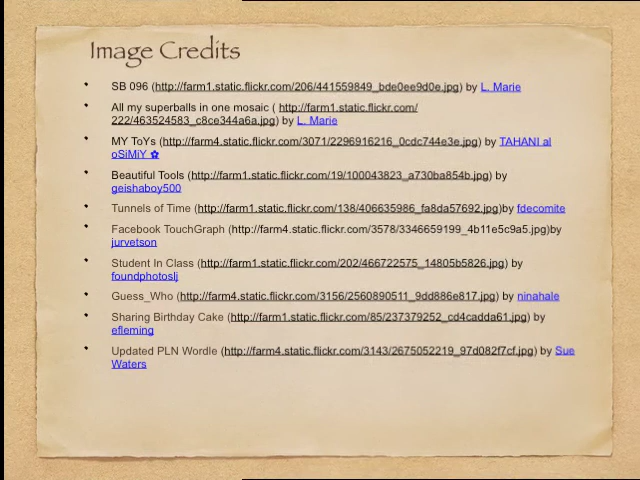 Image Credits
SB 096 (http://farm1.static.flickr.com/206/441559849_bde0ee9d0e.jpg) by L. Marie
All my superballs in one mosaic ( http://farm1.static.flickr.com/
222/463524583_c8ce344a6a.jpg) by L. Marie
MY ToYs (http://farm4.static.flickr.com/3071/2296916216_0cdc744e3e.jpg) by TAHANI al
oSiMiY ✿
Beautiful Tools (http://farm1.static.flickr.com/19/100043823_a730ba854b.jpg) by
geishaboy500
Tunnels of Time (http://farm1.static.flickr.com/138/406635986_fa8da57692.jpg)by fdecomite
Facebook TouchGraph (http://farm4.static.flickr.com/3578/3346659199_4b11e5c9a5.jpg)by
jurvetson
Student In Class (http://farm1.static.flickr.com/202/466722575_14805b5826.jpg) by
foundphotoslj
Guess_Who (http://farm4.static.flickr.com/3156/2560890511_9dd886e817.jpg) by ninahale
Sharing Birthday Cake (http://farm1.static.flickr.com/85/237379252_cd4cadda61.jpg) by
efleming
Updated PLN Wordle (http://farm4.static.flickr.com/3143/2675052219_97d082f7cf.jpg) by Sue
Waters